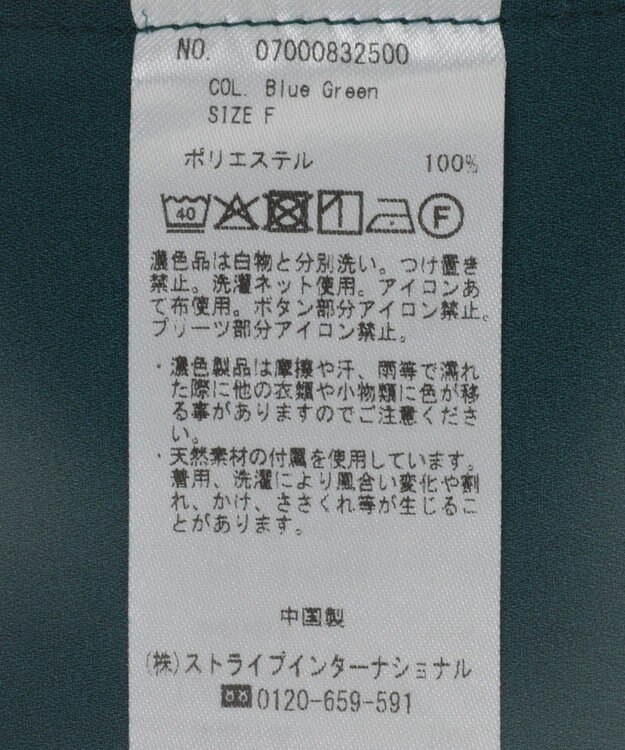 NO. 07000832500
COL. Blue Green
SIZE F
ポリエステル 100%
40 F
濃色品は白物と分別洗い。つけ置き
禁止。洗濯ネット使用。アイロンあ
て布使用。ボタン部分アイロン禁止。
プリーツ部分アイロン禁止。
・濃色製品は摩擦や汗、雨等で濡れ
た際に他の衣類や小物類に色が移
る事がありますのでご注意くださ
い。
・天然素材の付属を使用しています。
着用、洗濯により風合い変化や割
れ、かけ、ささくれ等が生じるこ
とがあります。
中国製
(株)ストライプインターナショナル
0120-659-591